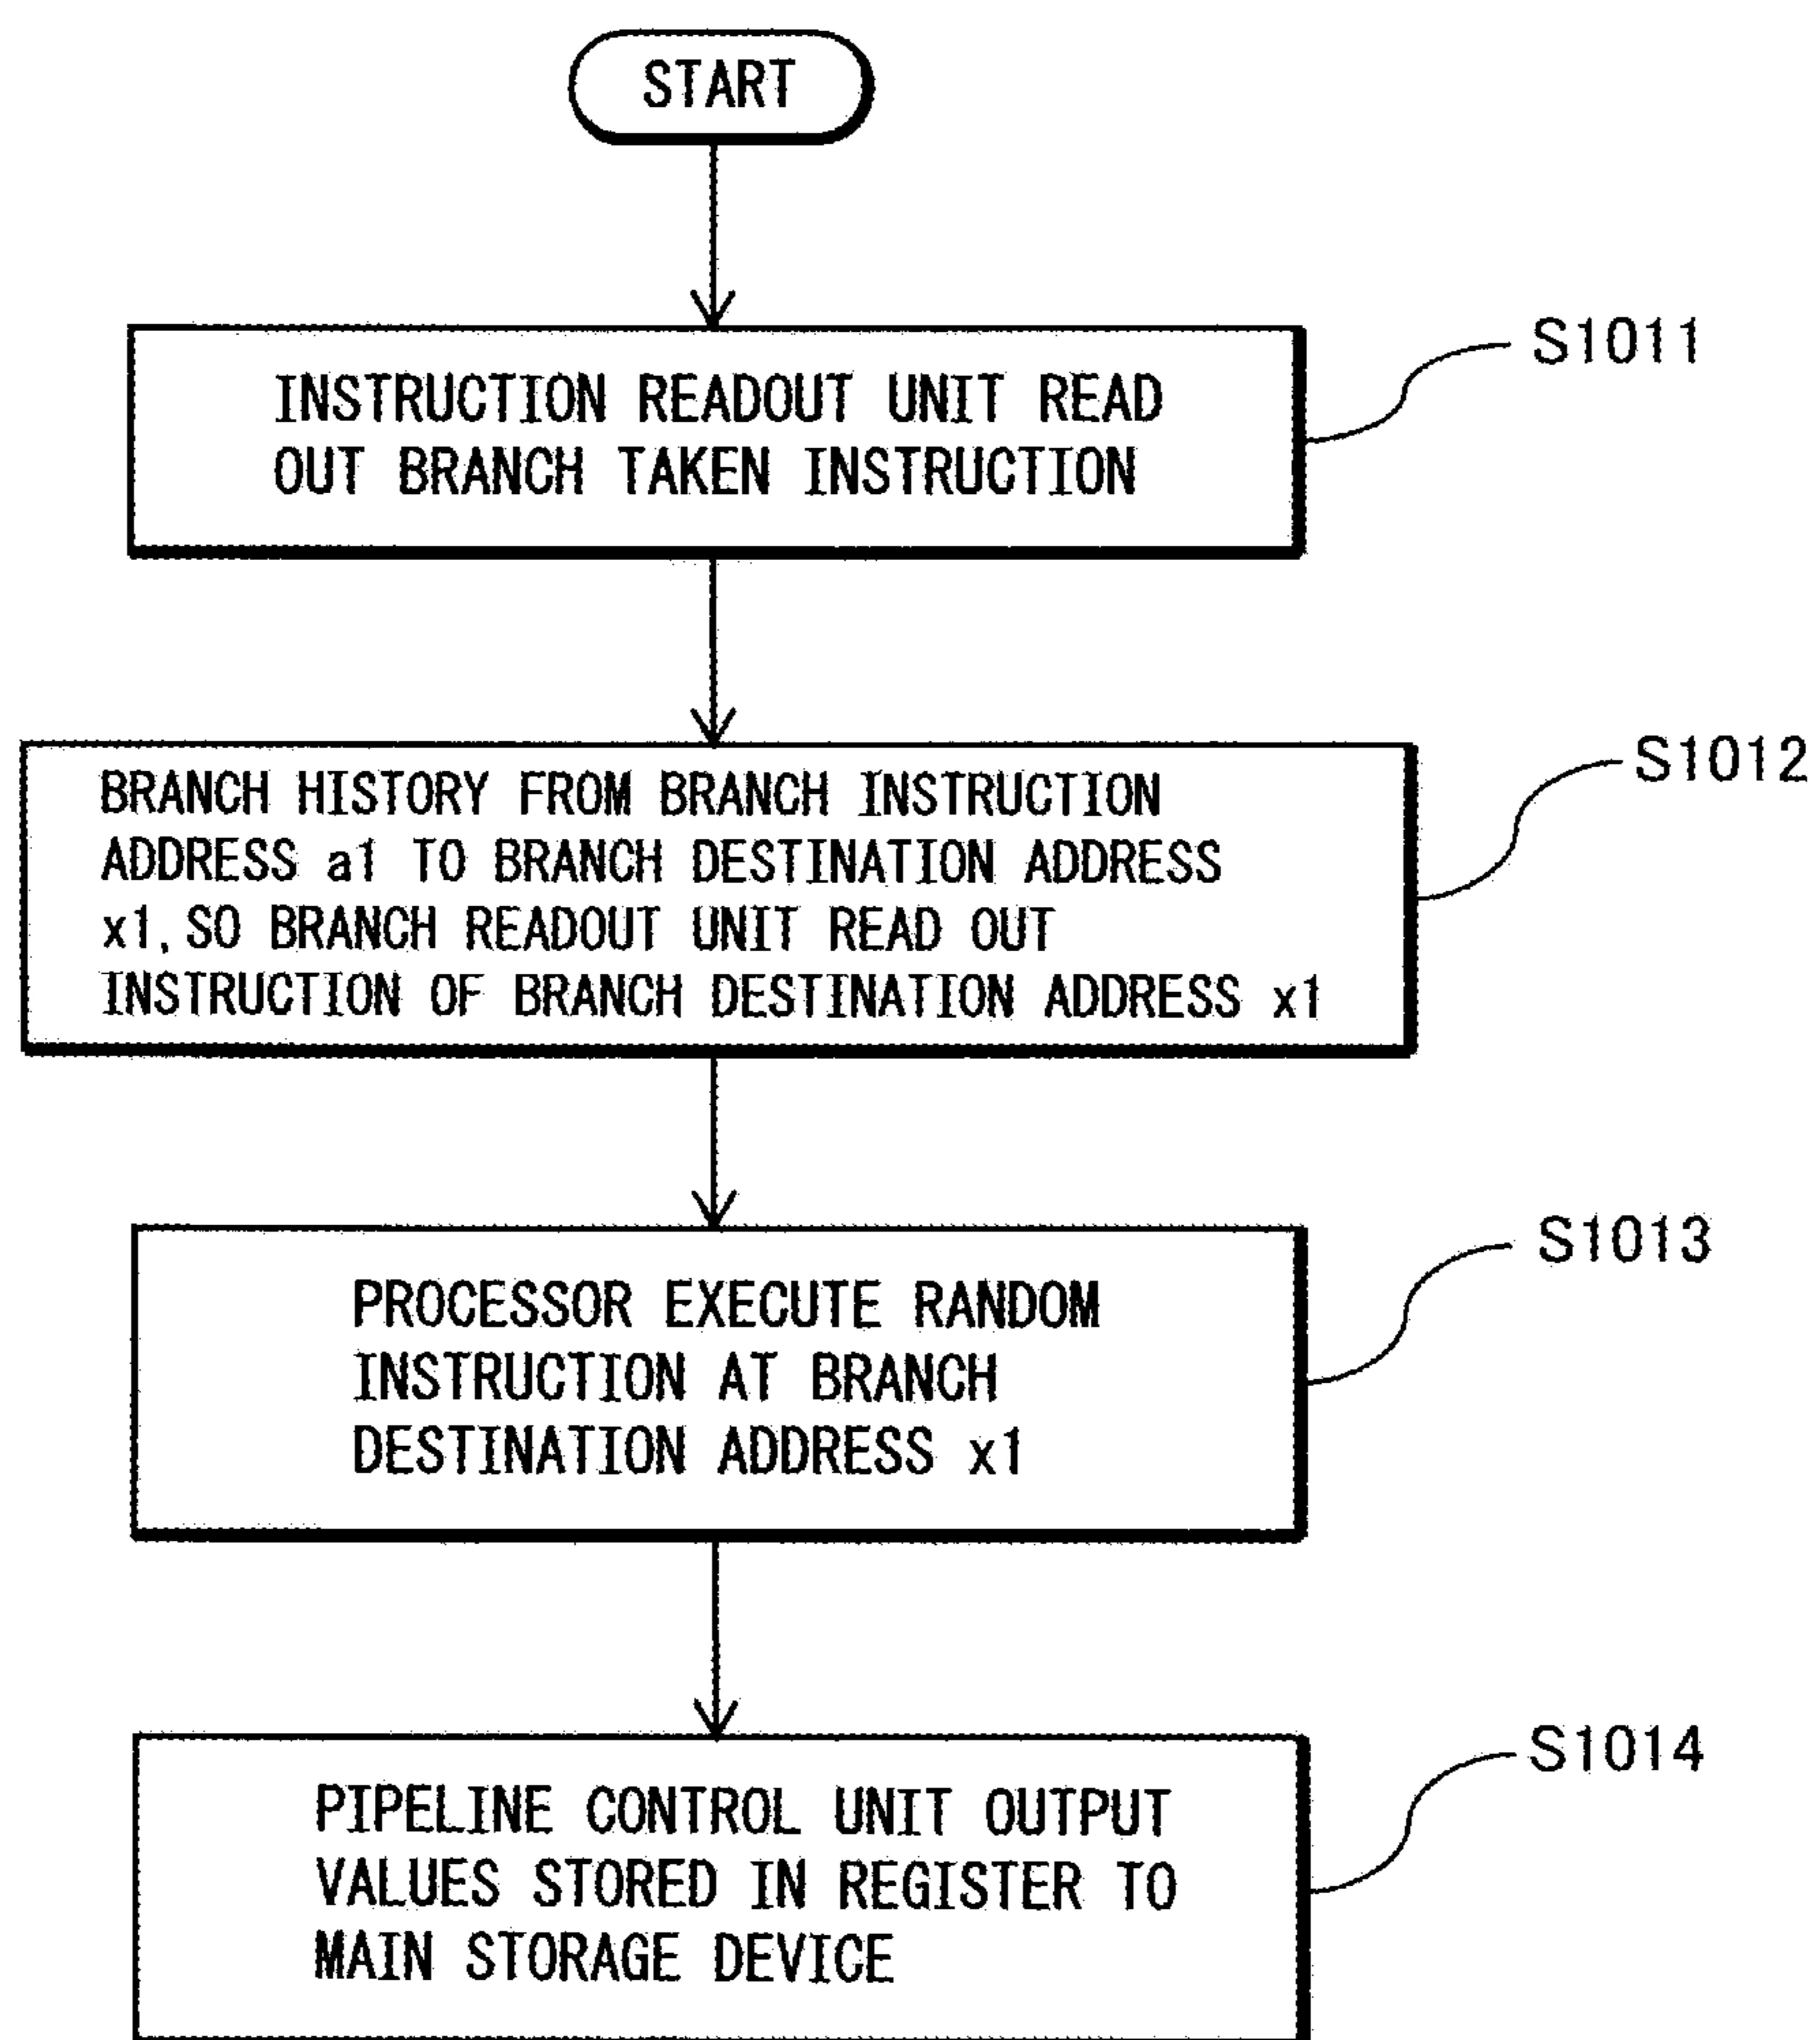 START
S1011
INSTRUCTION READOUT UNIT READ
OUT BRANCH TAKEN INSTRUCTION
S1012
BRANCH HISTORY FROM BRANCH INSTRUCTION
ADDRESS a1 TO BRANCH DESTINATION ADDRESS
x1, SO BRANCH READOUT UNIT READ OUT
INSTRUCTION OF BRANCH DESTINATION ADDRESS x1
S1013
PROCESSOR EXECUTE RANDOM
INSTRUCTION AT BRANCH
DESTINATION ADDRESS x1
S1014
PIPELINE CONTROL UNIT OUTPUT
VALUES STORED IN REGISTER TO
MAIN STORAGE DEVICE